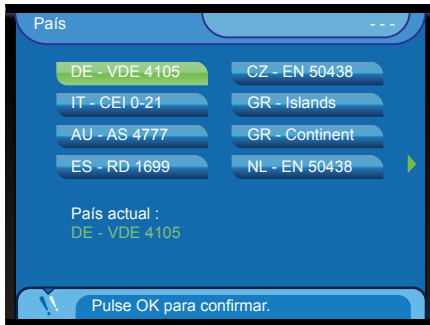 País
- - -
DE - VDE 4105
CZ - EN 50438
IT - CEI 0-21
GR - Islands
AU - AS 4777
GR - Continent
ES - RD 1699
NL - EN 50438
País actual :
DE - VDE 4105
Pulse OK para confirmar.